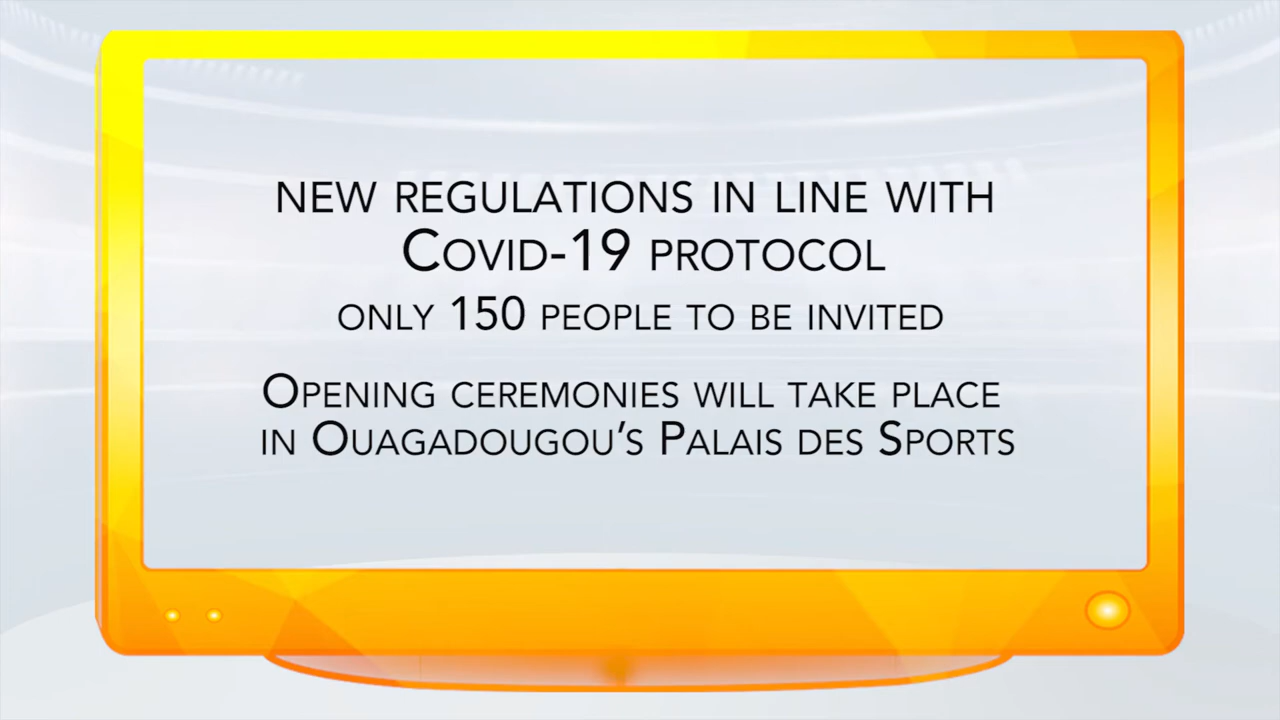 NEW REGULATIONS IN LINE WITH
COVID-19 PROTOCOL
ONLY 150 PEOPLE TO BE INVITED
OPENING CEREMONIES WILL TAKE PLACE
IN OUAGADOUGOU'S PALAIS DES SPORTS